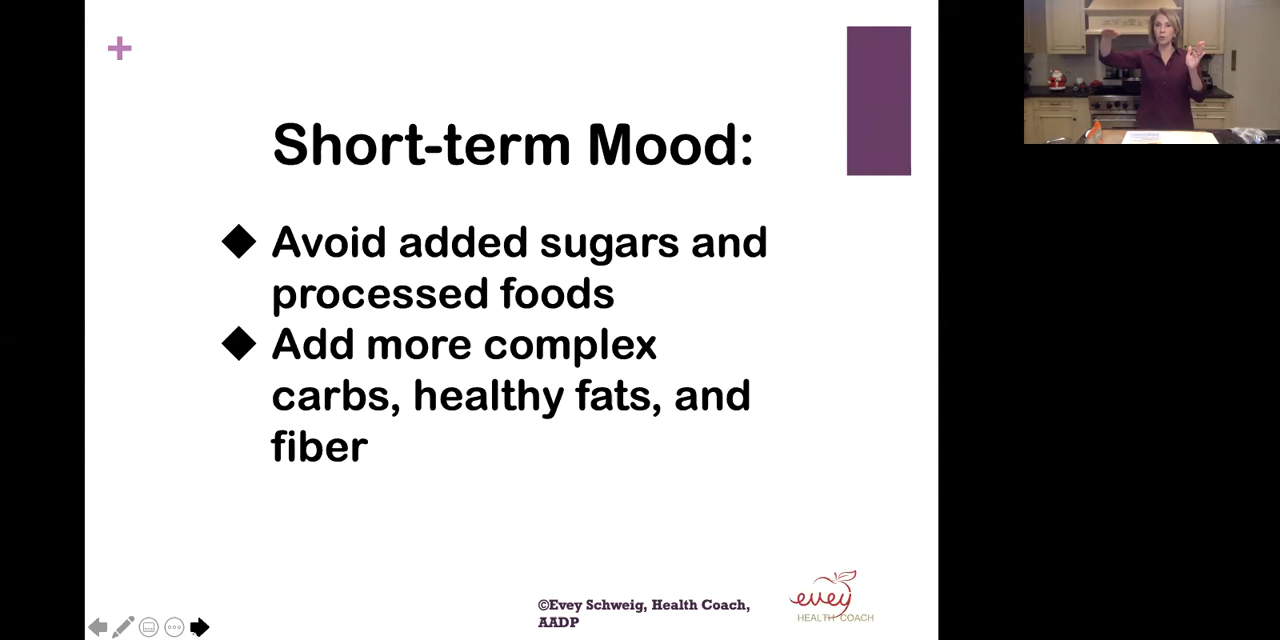 Short-term Mood:
Avoid added sugars and
processed foods
Add more complex
carbs, healthy fats, and
fiber
©Evey Schweig, Health Coach,
AADP
evey
HEALTH COACH